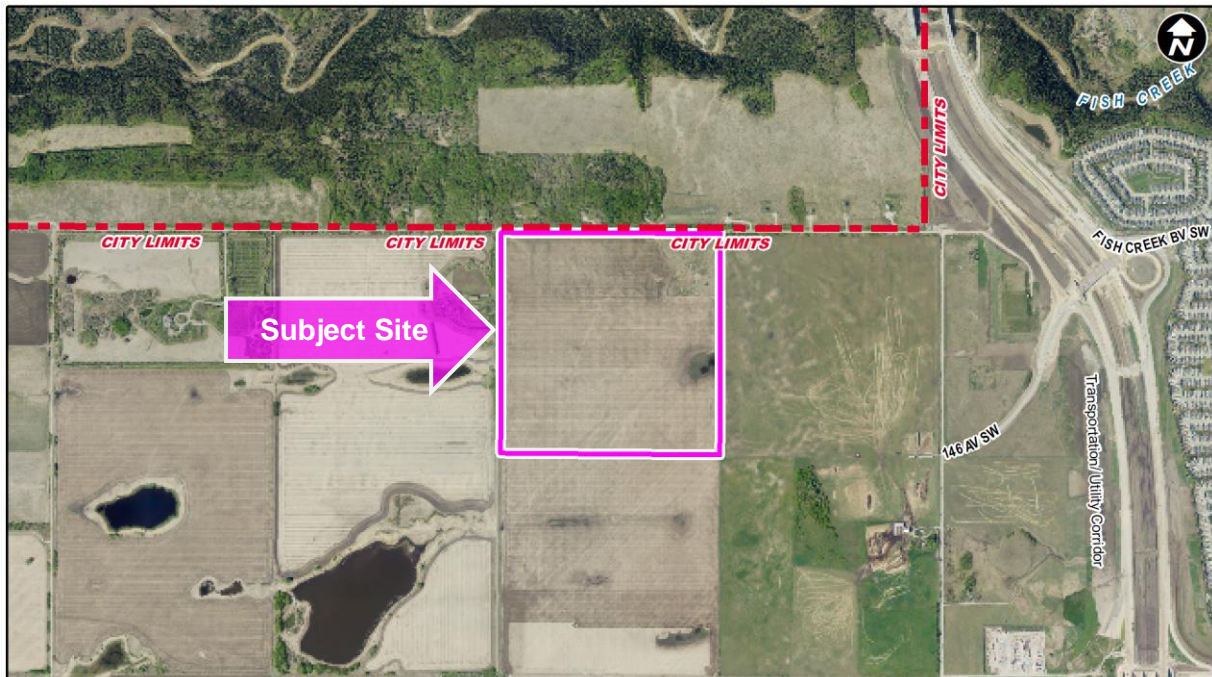 N
FISH CREEK
CITY LIMITS
FISH CREEK BV SW
CITY LIMITS
CITY LIMITS
CITY LIMITS
Subject Site
146 AV SW
Transportation/ Utility Corridor